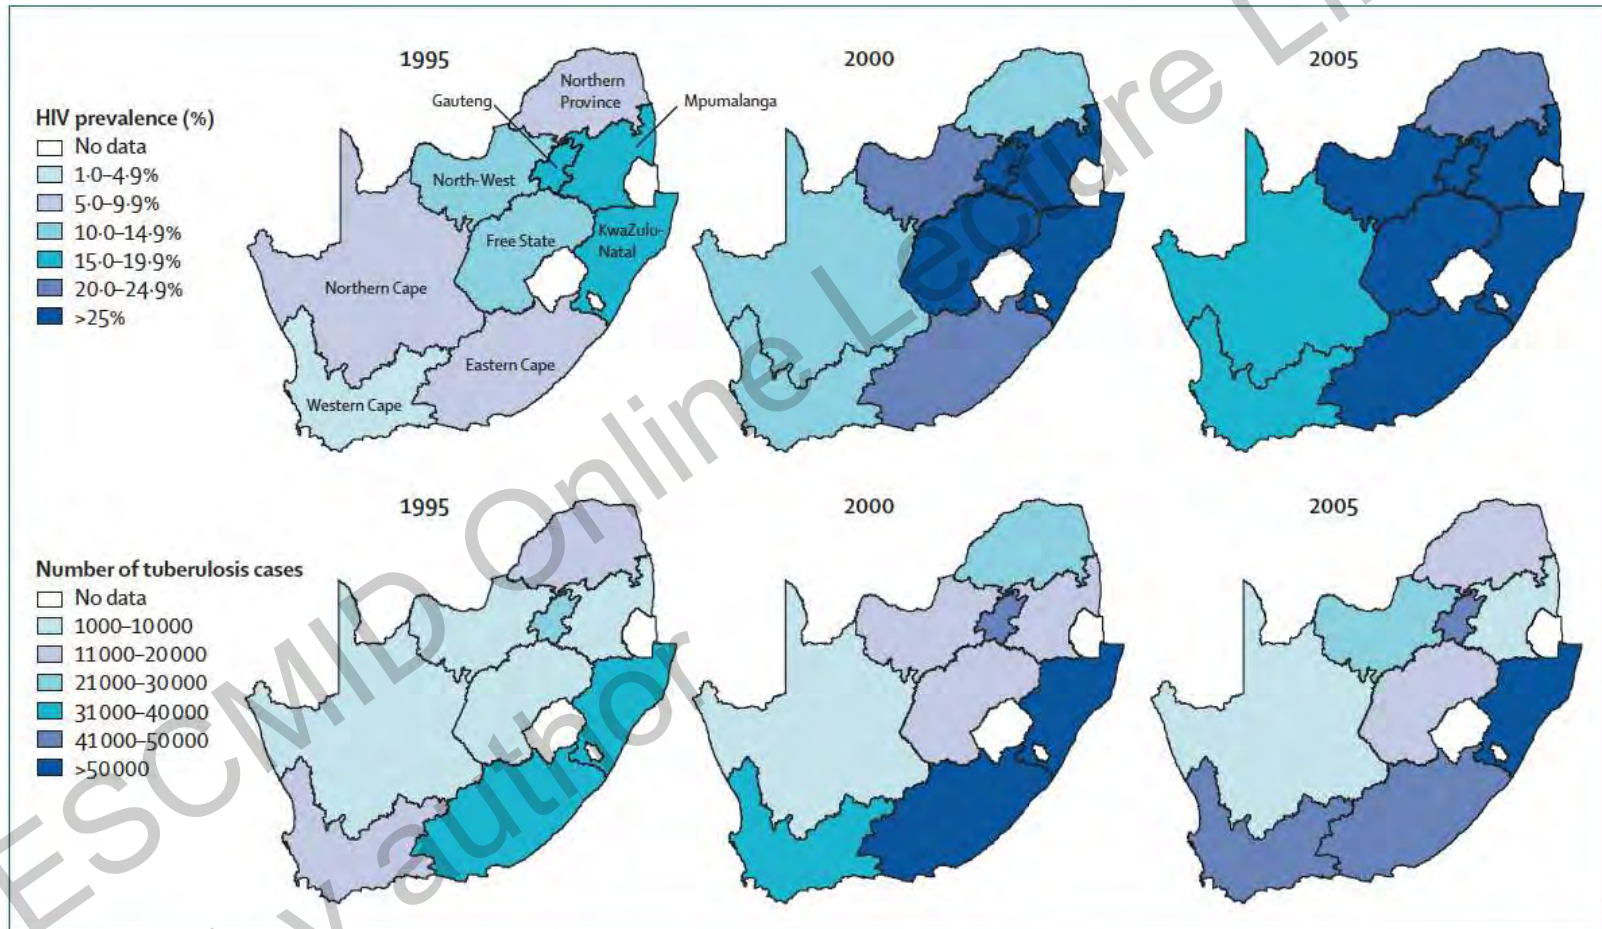 1995
2000
2005
HIV prevalence (%)
No data
1·0–4·9%
5·0–9·9%
10·0–14·9%
15·0–19·9%
20·0–24·9%
>25%
Gauteng
Northern
Province
Mpumalanga
North-West
Free State
KwaZulu-
Natal
Northern Cape
Eastern Cape
Western Cape
1995
2000
2005
Number of tuberulosis cases
No data
1000–10 000
11 000–20 000
21 000–30 000
31 000–40 000
41 000–50 000
>50 000
ESCMID Online Lecture
by author